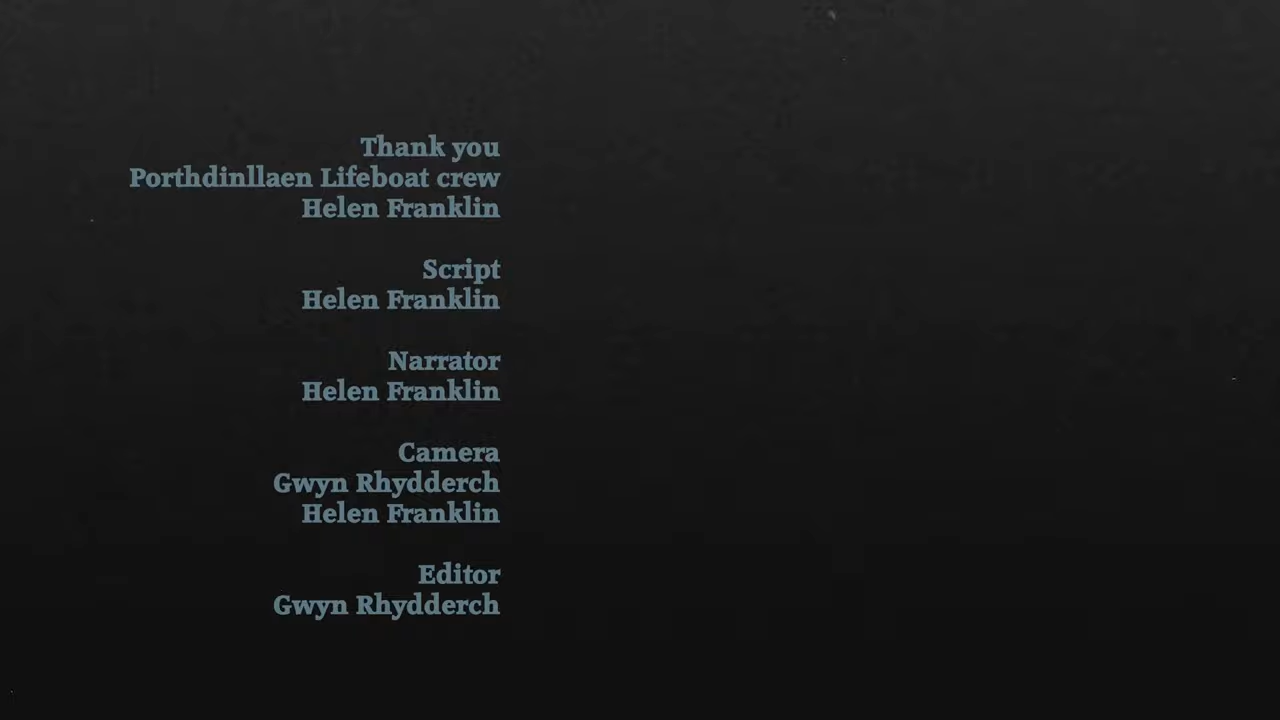 Thank you
Porthdinllaen Lifeboat crew
Helen Franklin
Script
Helen Franklin
Narrator
Helen Franklin
Camera
Gwyn Rhydderch
Helen Franklin
Editor
Gwyn Rhydderch